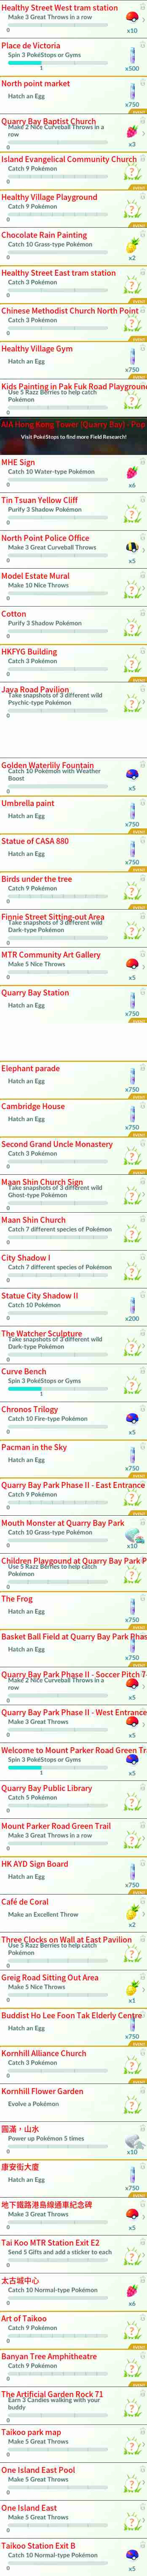 Healthy Street West tram station
Make 3 Great Throws in a row
0
x10
Place de Victoria
Spin 3 PokéStops or Gyms
1
x500
North point market
Hatch an Egg
x750
Quarry Bay Baptist Church
Make 2 Nice Curveball Throws in a
row
0
x3
Island Evangelical Community Church
Catch 9 Pokémon
0
Healthy Village Playground
Catch 9 Pokémon
0
Chocolate Rain Painting
Catch 10 Grass-type Pokémon
0
x2
Healthy Street East tram station
Catch 3 Pokémon
0
Chinese Methodist Church North Point
Catch 3 Pokémon
0
Healthy Village Gym
Hatch an Egg
x750
Kids Painting in Pak Fuk Road Playground
Use 5 Razz Berries to help catch
Pokémon
0
AIA Hong Kong Tower (Quarry Bay) - Pop
Visit PokéStops to find more Field Research!
MHE Sign
Catch 10 Water-type Pokémon
0
x6
Tin Tsuan Yellow Cliff
Purify 3 Shadow Pokémon
0
North Point Police Office
Make 3 Great Curveball Throws
0
x5
Model Estate Mural
Make 10 Nice Throws
0
Cotton
Purify 3 Shadow Pokémon
0
HKFYG Building
Catch 3 Pokémon
0
Java Road Pavilion
Take snapshots of 3 different wild
Psychic-type Pokémon
0
Golden Waterlily Fountain
Catch 10 Pokémon with Weather
Boost
0
x5
Umbrella paint
Hatch an Egg
x750
Statue of CASA 880
Hatch an Egg
x750
Birds under the tree
Catch 9 Pokémon
0
Finnie Street Sitting-out Area
Take snapshots of 3 different wild
Dark-type Pokémon
0
MTR Community Art Gallery
Make 5 Nice Throws
0
x5
Quarry Bay Station
Hatch an Egg
x750
Elephant parade
Hatch an Egg
x750
Cambridge House
Hatch an Egg
x750
Second Grand Uncle Monastery
Catch 3 Pokémon
0
Maan Shin Church Sign
Take snapshots of 3 different wild
Ghost-type Pokémon
0
Maan Shin Church
Catch 7 different species of Pokémon
0
City Shadow I
Catch 7 different species of Pokémon
0
Statue City Shadow II
Catch 10 Pokémon
0
x200
The Watcher Sculpture
Take snapshots of 3 different wild
Dark-type Pokémon
0
Curve Bench
Spin 3 PokéStops or Gyms
1
Chronos Trilogy
Catch 10 Fire-type Pokémon
0
x5
Pacman in the Sky
Hatch an Egg
x750
Quarry Bay Park Phase II - East Entrance
Catch 9 Pokémon
0
Mouth Monster at Quarry Bay Park
Catch 10 Grass-type Pokémon
0
x10
Children Playgound at Quarry Bay Park P
Use 5 Razz Berries to help catch
Pokémon
0
The Frog
Hatch an Egg
x750
Basket Ball Field at Quarry Bay Park Phas
Hatch an Egg
x750
Quarry Bay Park Phase II - Soccer Pitch 7-
Make 2 Nice Curveball Throws in a
row
0
x5
Quarry Bay Park Phase II - West Entrance
Make 3 Great Throws
0
x5
Welcome to Mount Parker Road Green Tr
Spin 3 PokéStops or Gyms
1
x5
Quarry Bay Public Library
Catch 5 Pokémon
0
Mount Parker Road Green Trail
Make 3 Great Throws in a row
0
HK AYD Sign Board
Hatch an Egg
x750
Café de Coral
Make an Excellent Throw
x2
Three Clocks on Wall at East Pavilion
Use 5 Razz Berries to help catch
Pokémon
0
Greig Road Sitting Out Area
Make 5 Nice Throws
0
x1
Buddist Ho Lee Foon Tak Elderly Centre
Hatch an Egg
x750
Kornhill Alliance Church
Catch 3 Pokémon
0
Kornhill Flower Garden
Evolve a Pokémon
圓滿，山水
Power up Pokémon 5 times
0
x10
康安街大廈
Hatch an Egg
x750
地下鐵路港島線通車紀念碑
Make 3 Great Throws
0
x5
Tai Koo MTR Station Exit E2
Send 5 Gifts and add a sticker to each
0
太古城中心
Catch 10 Normal-type Pokémon
0
x6
Art of Taikoo
Catch 9 Pokémon
0
Banyan Tree Amphitheatre
Catch 9 Pokémon
0
The Artificial Garden Rock 71
Earn 3 Candies walking with your
buddy
0
Taikoo park map
Make 5 Great Throws
0
One Island East Pool
Make 5 Great Throws
0
One Island East
Make 5 Great Throws
0
Taikoo Station Exit B
Catch 10 Normal-type Pokémon
0
x5